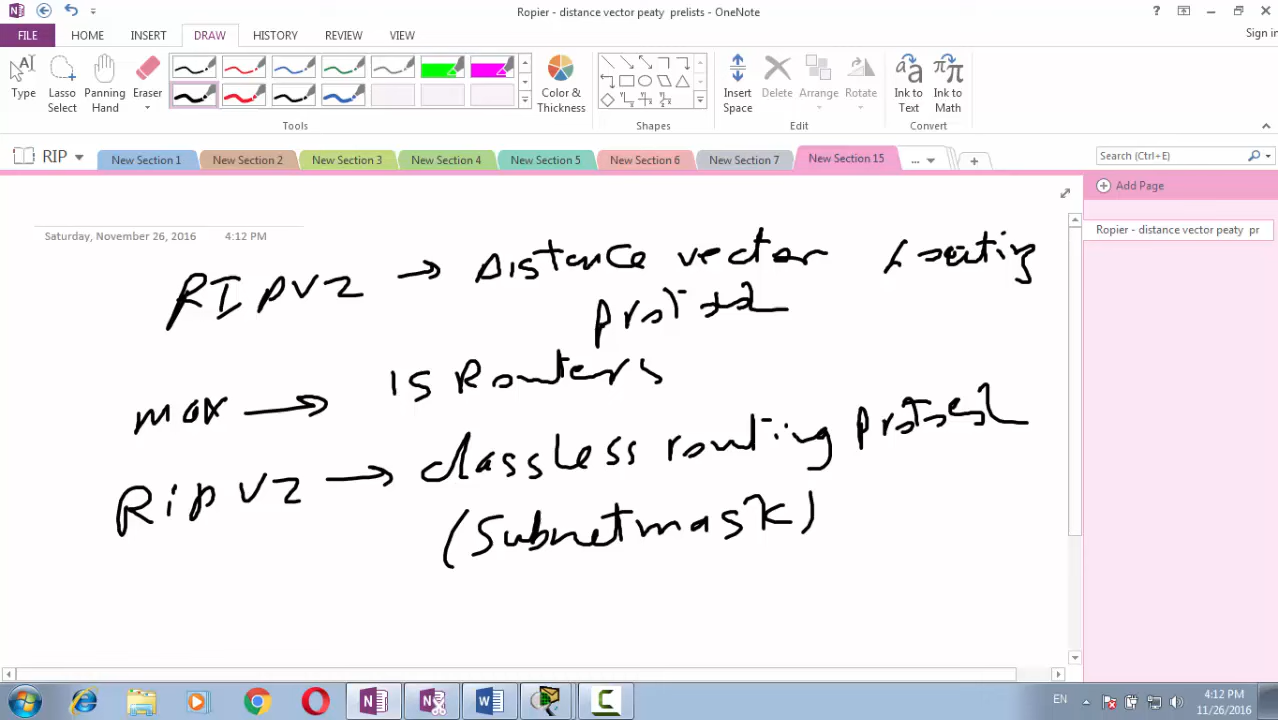 Ropier - distance vector peaty prelists - OneNote
FILE HOME INSERT DRAW HISTORY REVIEW VIEW
Sign in
Type
Lasso Select
Panning Hand
Eraser
Color & Thickness
Insert Space
Delete
Arrange
Rotate
Ink to Text
Ink to Math
Tools
Shapes
Edit
Convert
RIP
New Section 1
New Section 2
New Section 3
New Section 4
New Section 5
New Section 6
New Section 7
New Section 15
...
Search (Ctrl+E)
Add Page
Ropier - distance vector peaty pr
Saturday, November 26, 2016 4:12 PM
RIPV2 → Distance vector routing
protocol
max → 15 Routers
Rip V2 → classless routing protocol
(Subnetmask)
EN
4:12 PM
11/26/2016